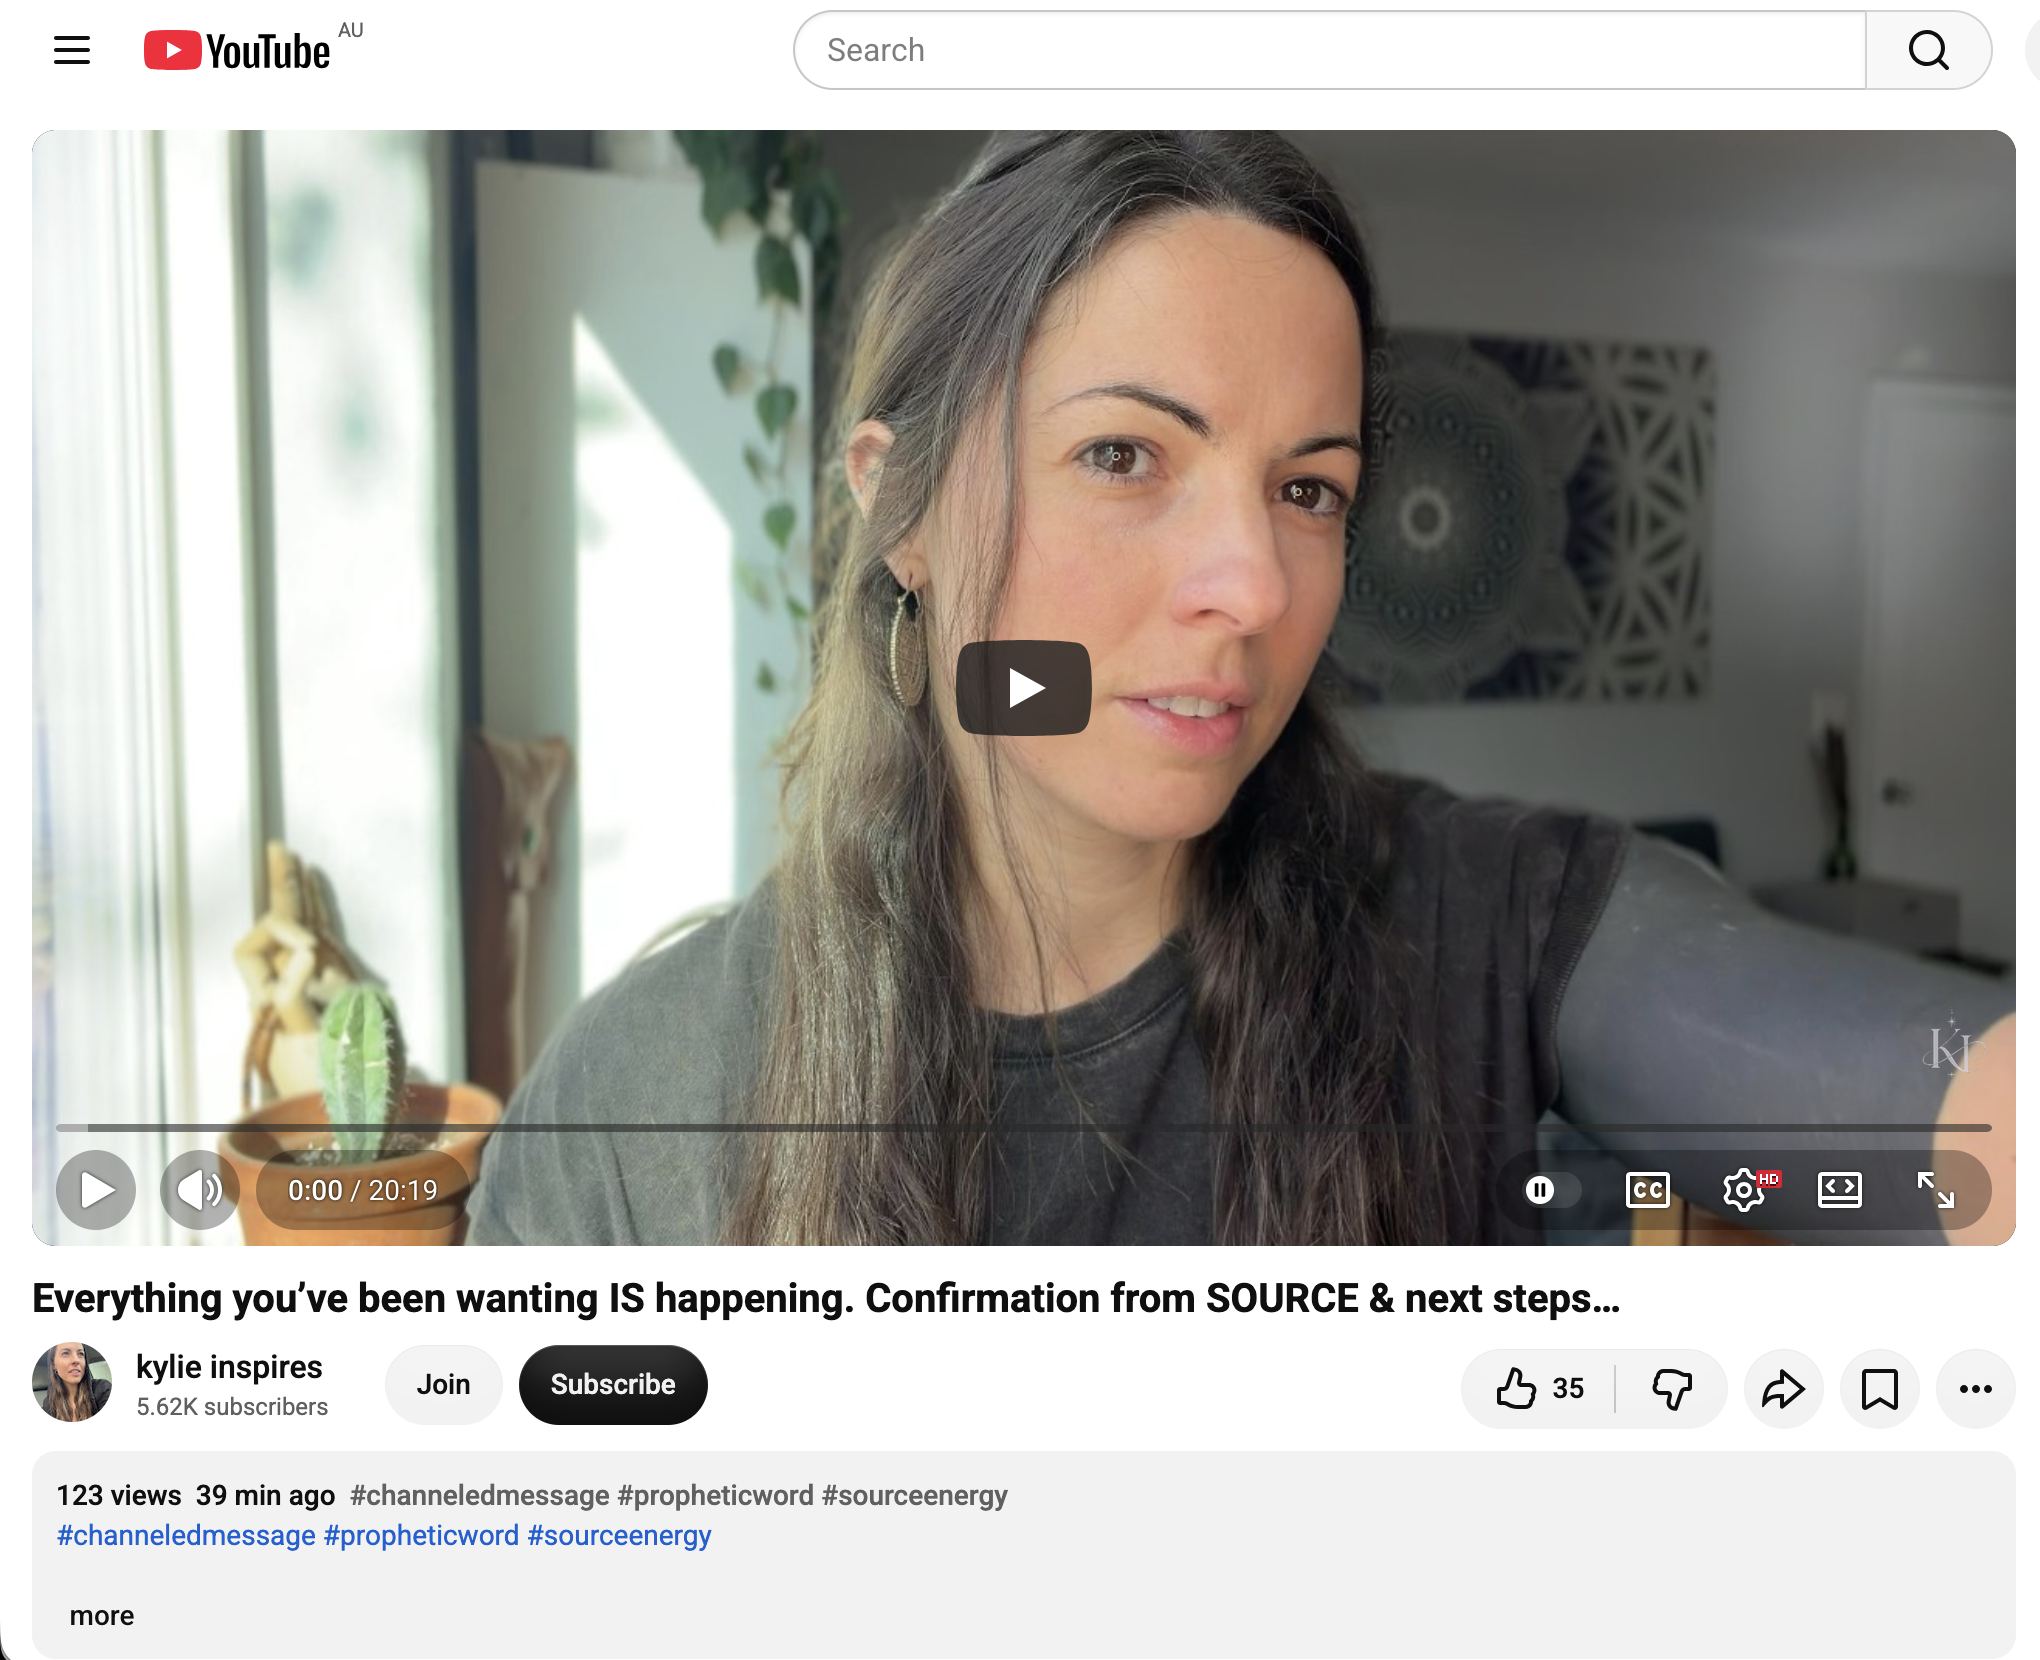 YouTube AU
Search
KI
0:00 / 20:19
CC
HD
Everything you’ve been wanting IS happening. Confirmation from SOURCE & next steps...
kylie inspires
5.62K subscribers
Join
Subscribe
35
123 views 39 min ago #channeledmessage #propheticword #sourceenergy
#channeledmessage #propheticword #sourceenergy
more